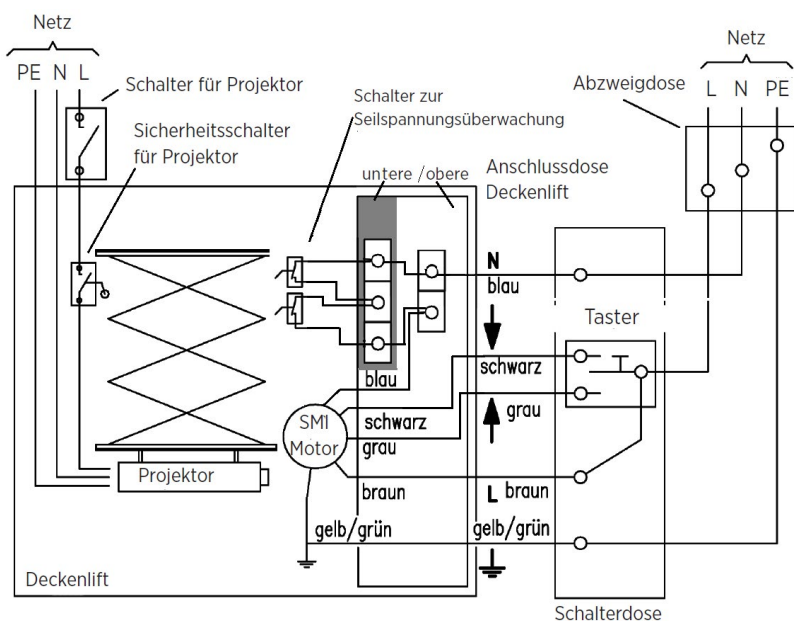 Netz
PE N L
Schalter für Projektor
Sicherheitsschalter
für Projektor
Schalter zur
Seilspannungsüberwachung
untere /obere
Anschlussdose
Deckenlift
Netz
Abzweigdose
L N PE
N
blau
Taster
schwarz
grau
L braun
gelb/grün
blau
schwarz
grau
braun
gelb/grün
SM1
Motor
Projektor
Deckenlift
Schalterdose